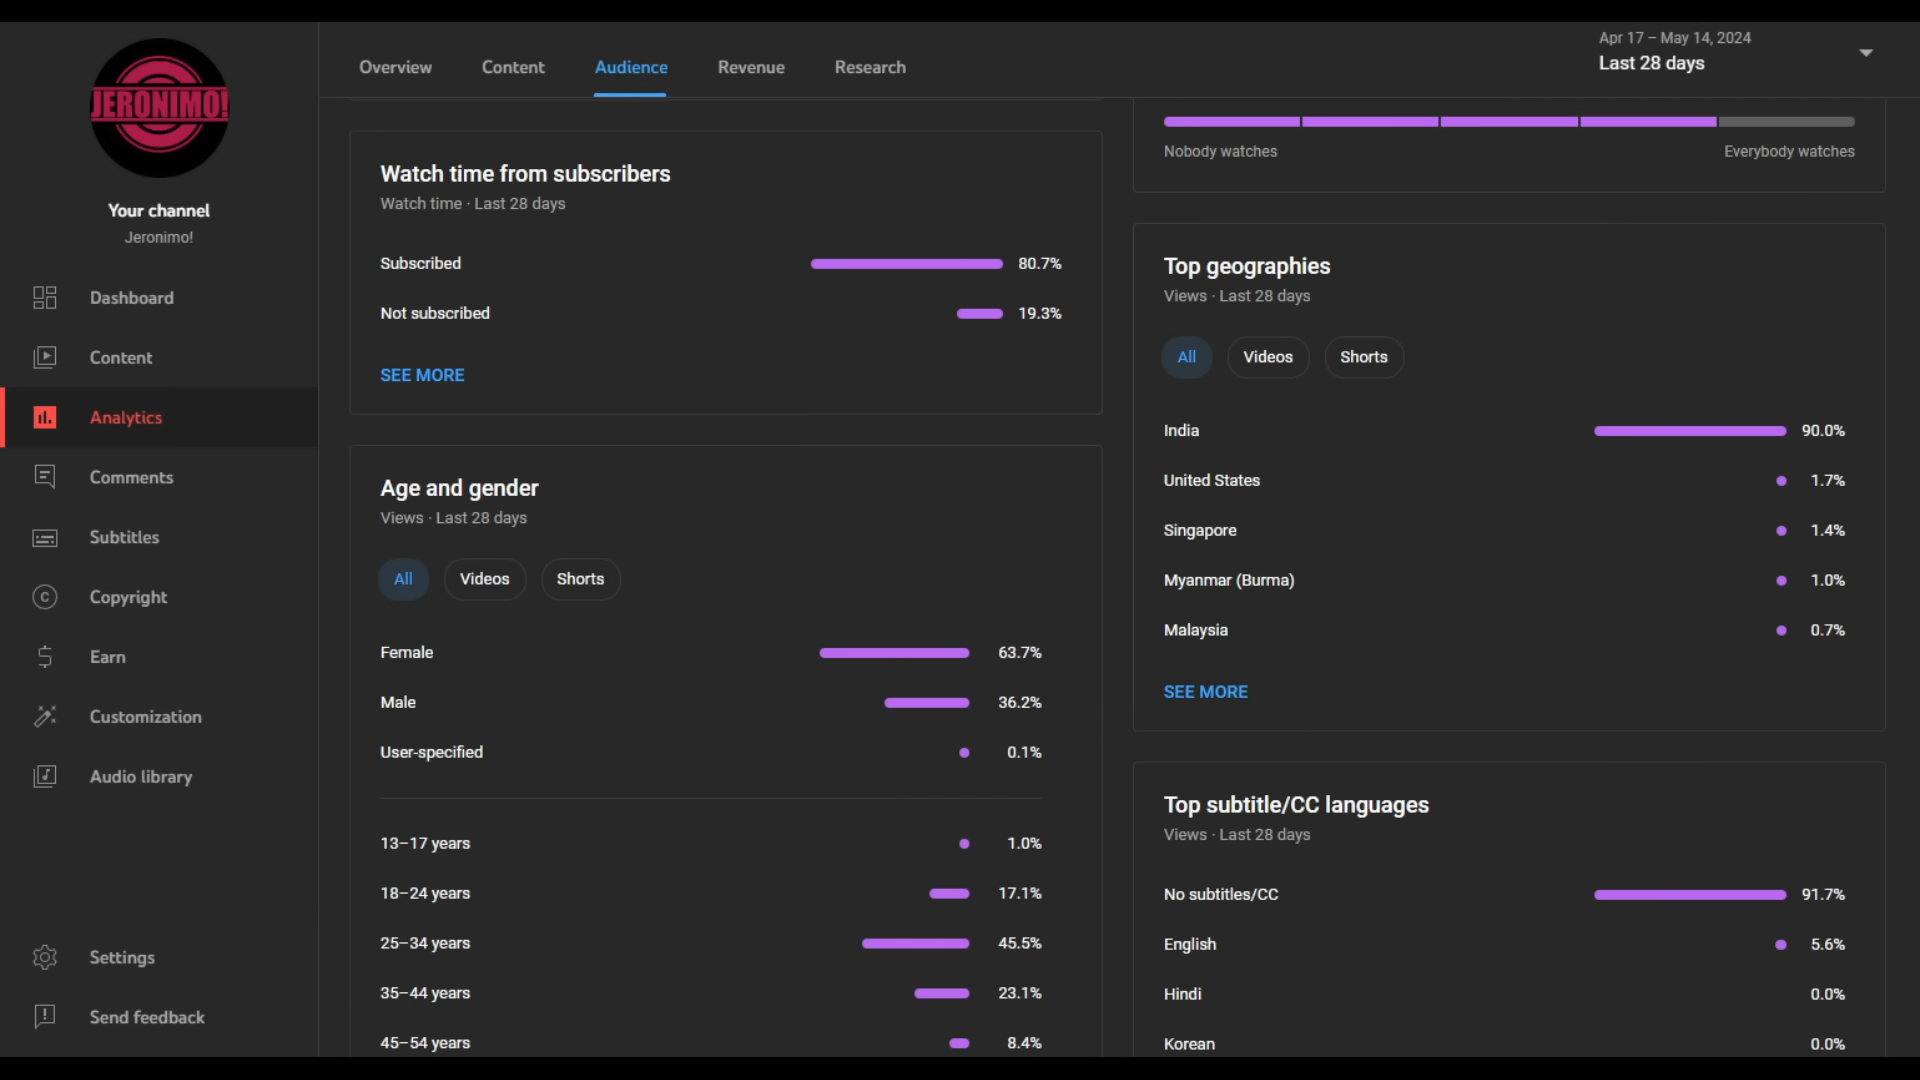 JERONIMO!
Your channel
Jeronimo!
Dashboard
Content
Analytics
Comments
Subtitles
Copyright
Earn
Customization
Audio library
Settings
Send feedback
Overview Content Audience Revenue Research
Apr 17 – May 14, 2024
Last 28 days
Watch time from subscribers
Watch time · Last 28 days
Subscribed 80.7%
Not subscribed 19.3%
SEE MORE
Age and gender
Views · Last 28 days
All Videos Shorts
Female 63.7%
Male 36.2%
User-specified 0.1%
13–17 years 1.0%
18–24 years 17.1%
25–34 years 45.5%
35–44 years 23.1%
45–54 years 8.4%
Nobody watches Everybody watches
Top geographies
Views · Last 28 days
All Videos Shorts
India 90.0%
United States 1.7%
Singapore 1.4%
Myanmar (Burma) 1.0%
Malaysia 0.7%
SEE MORE
Top subtitle/CC languages
Views · Last 28 days
No subtitles/CC 91.7%
English 5.6%
Hindi 0.0%
Korean 0.0%